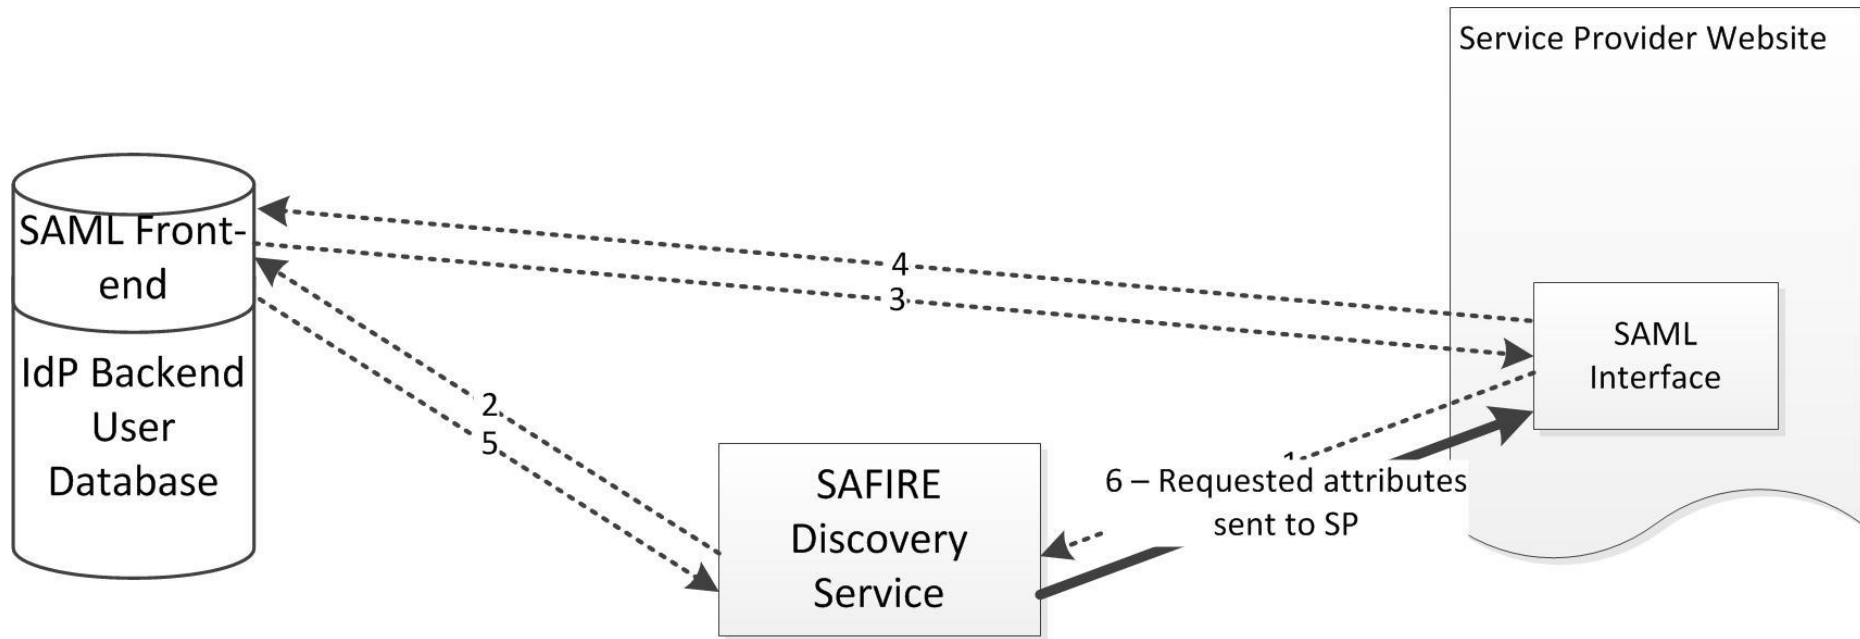 Service Provider Website
SAML Front-
end
IdP Backend
User
Database
4
3
2
5
SAML
Interface
1
6 – Requested attributes
sent to SP
SAFIRE
Discovery
Service